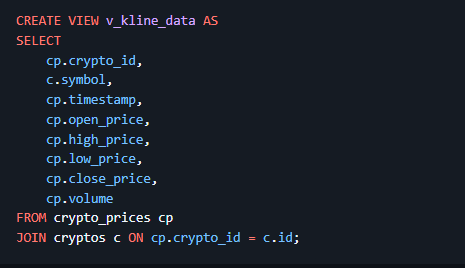 CREATE VIEW v_kline_data AS
SELECT
    cp.crypto_id,
    c.symbol,
    cp.timestamp,
    cp.open_price,
    cp.high_price,
    cp.low_price,
    cp.close_price,
    cp.volume
FROM crypto_prices cp
JOIN cryptos c ON cp.crypto_id = c.id;